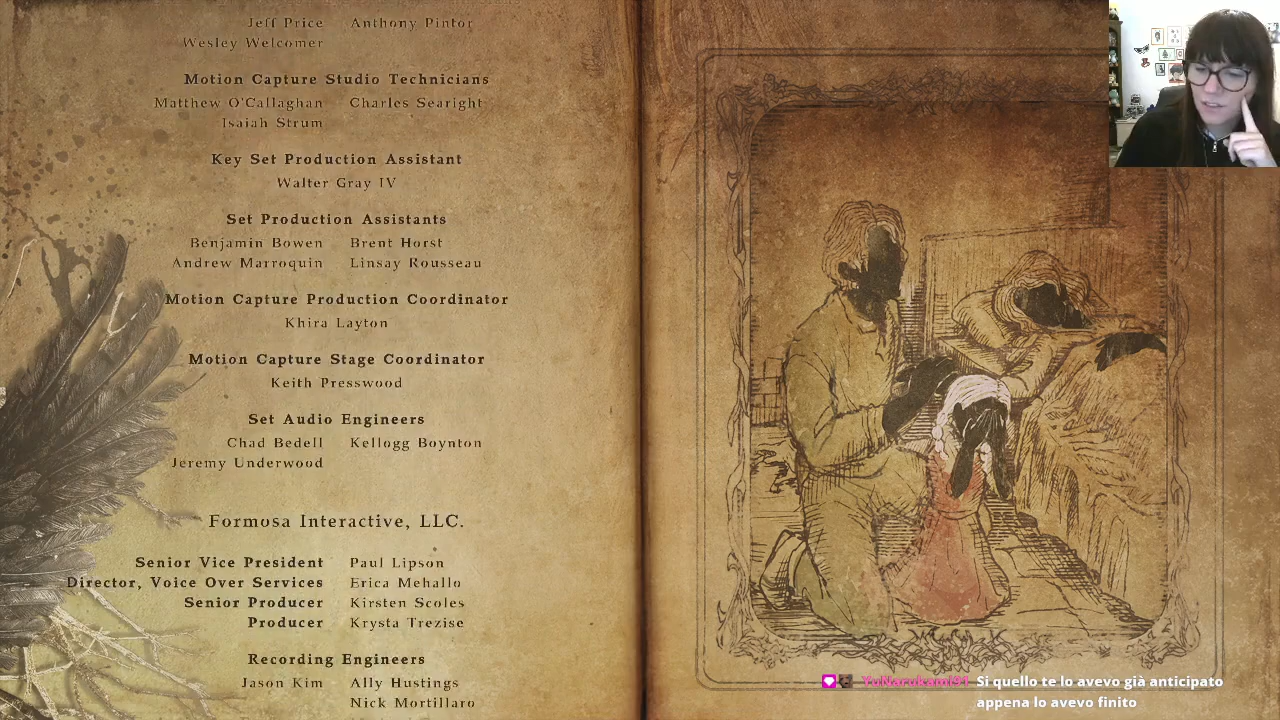 Jeff Price Anthony Pintor
Wesley Welcomer
Motion Capture Studio Technicians
Matthew O'Callaghan Charles Searight
Isaiah Strum
Key Set Production Assistant
Walter Gray IV
Set Production Assistants
Benjamin Bowen Brent Horst
Andrew Marroquin Linsay Rousseau
Motion Capture Production Coordinator
Khira Layton
Motion Capture Stage Coordinator
Keith Presswood
Set Audio Engineers
Chad Bedell Kellogg Boynton
Jeremy Underwood
Formosa Interactive, LLC.
Senior Vice President Paul Lipson
Director, Voice Over Services Erica Mehallo
Senior Producer Kirsten Scoles
Producer Krysta Trezise
Recording Engineers
Jason Kim Ally Hustings
Nick Mortillaro
YuNarukami91 Si quello te lo avevo già anticipato
appena lo avevo finito